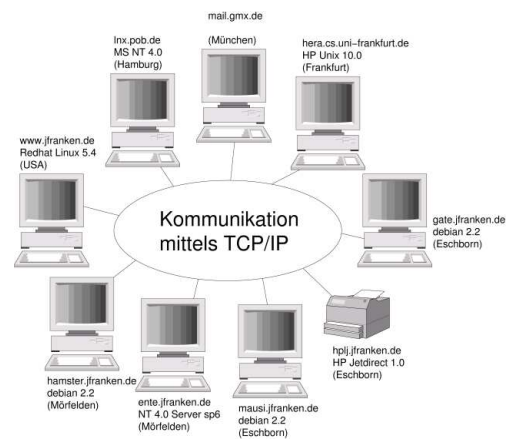 mail.gmx.de
(München)
lnx.pob.de
MS NT 4.0
(Hamburg)
hera.cs.uni-frankfurt.de
HP Unix 10.0
(Frankfurt)
www.jfranken.de
Redhat Linux 5.4
(USA)
gate.jfranken.de
debian 2.2
(Eschborn)
Kommunikation
mittels TCP/IP
hplj.jfranken.de
HP Jetdirect 1.0
(Eschborn)
hamster.jfranken.de
debian 2.2
(Mörfelden)
ente.jfranken.de
NT 4.0 Server sp6
(Mörfelden)
mausi.jfranken.de
debian 2.2
(Eschborn)